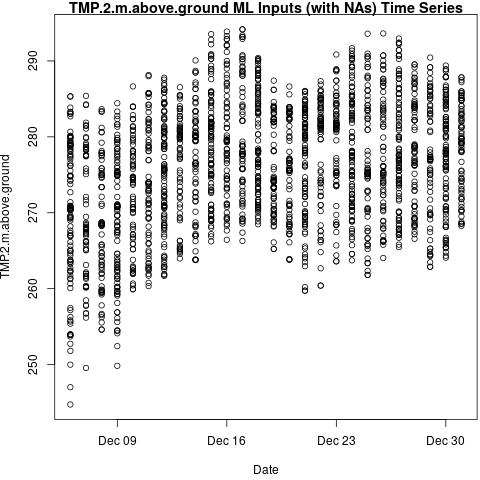 TMP.2.m.above.ground ML Inputs (with NAs) Time Series
TMP.2.m.above.ground
290
280
270
260
250
Dec 09
Dec 16
Dec 23
Dec 30
Date